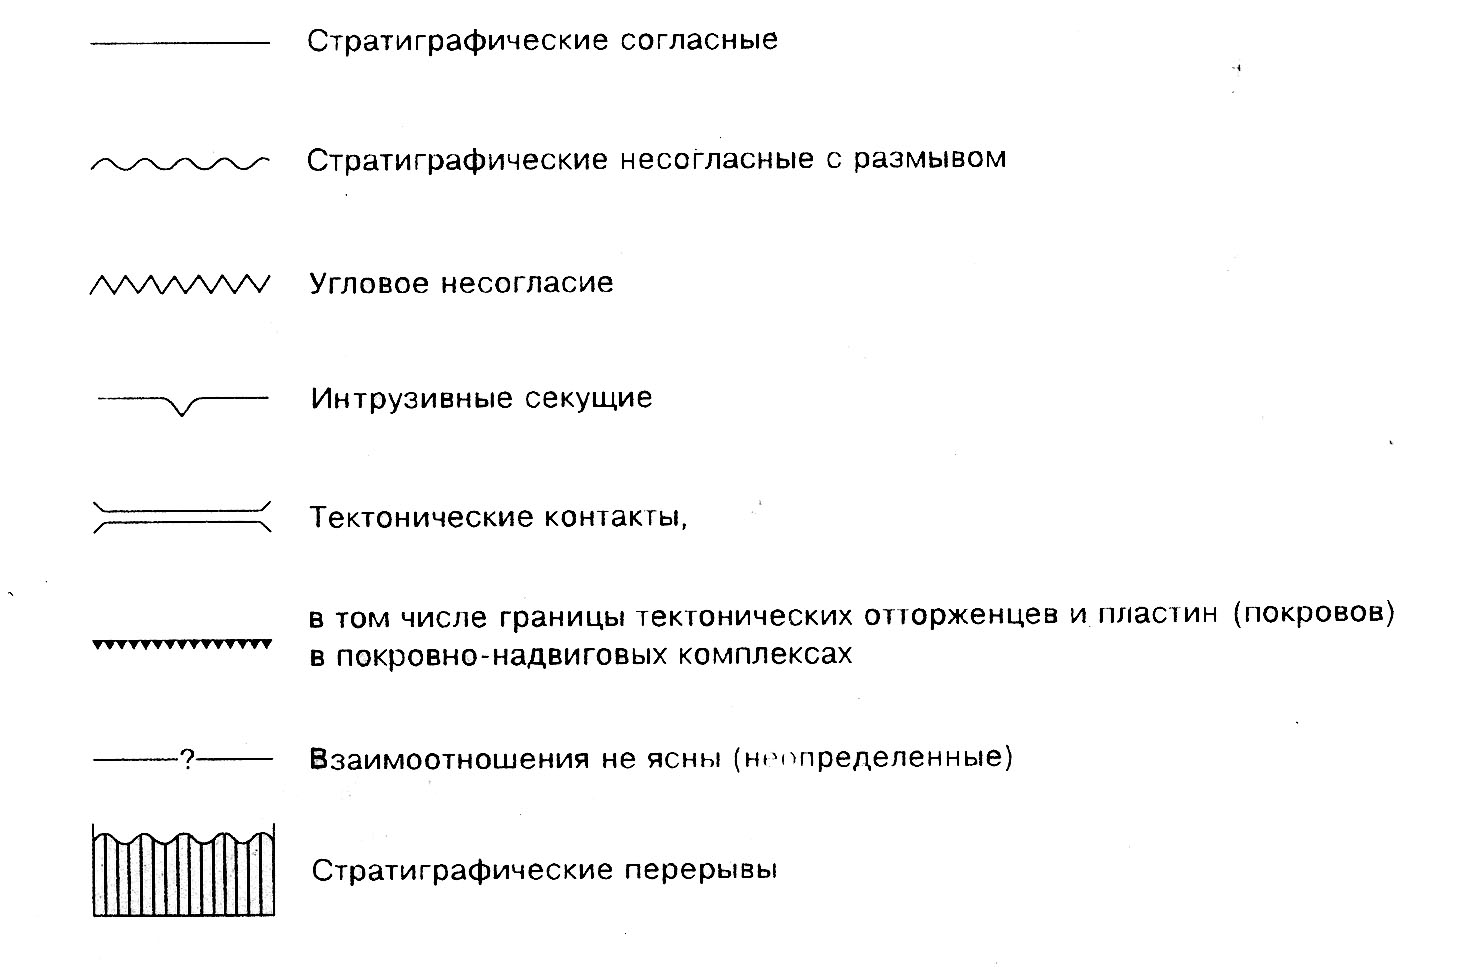 Стратиграфические согласные
Стратиграфические несогласные с размывом
Угловое несогласие
Интрузивные секущие
Тектонические контакты,
в том числе границы тектонических отторженцев и пластин (покровов)
в покровно-надвиговых комплексах
?
Взаимоотношения не ясны (неопределенные)
Стратиграфические перерывы